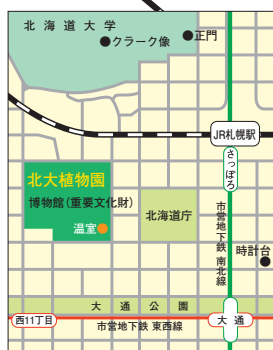 北海道大学
クラーク像
正門
JR札幌駅
さっぽろ
北大植物園
博物館(重要文化財)
温室
北海道庁
市営地下鉄 南北線
時計台
大通公園
西11丁目
市営地下鉄 東西線
大通